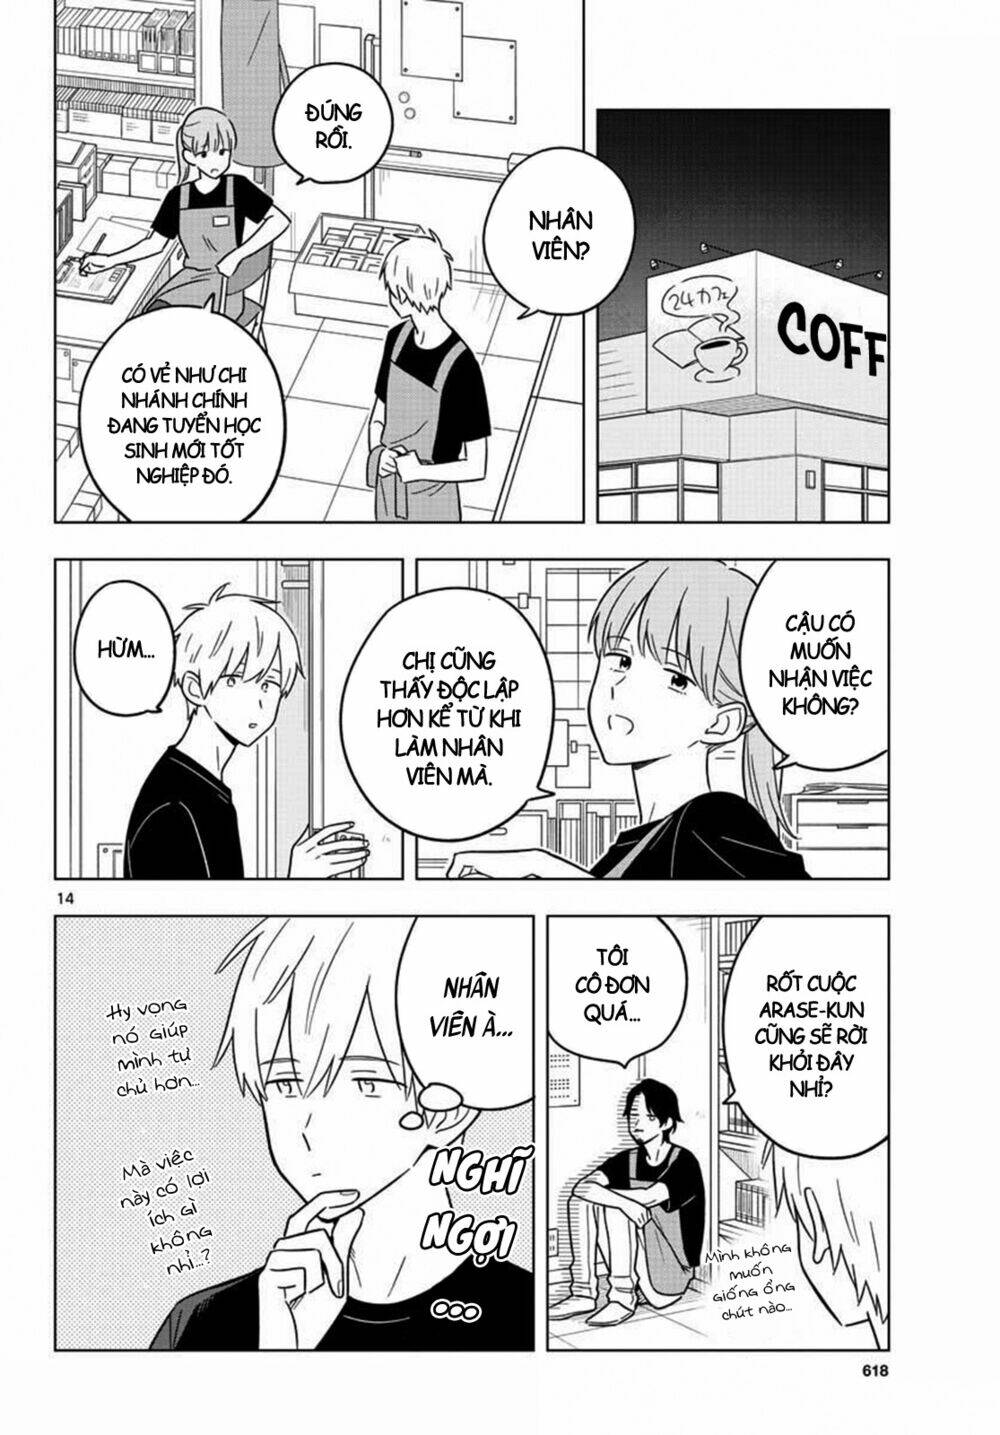 24カフェ
COFF
NHÂN
VIÊN?
ĐÚNG
RỒI.
CÓ VẺ NHƯ CHI
NHÁNH CHÍNH
ĐANG TUYỂN HỌC
SINH MỚI TỐT
NGHIỆP ĐÓ.
CẬU CÓ
MUỐN
NHẬN VIỆC
KHÔNG?
CHỊ CŨNG
THẤY ĐỘC LẬP
HƠN KỂ TỪ KHI
LÀM NHÂN
VIÊN MÀ.
HỪM...
14
RỐT CUỘC
ARASE-KUN
CŨNG SẼ RỜI
KHỎI ĐÂY
NHỈ?
TÔI
CÔ ĐƠN
QUÁ...
Mình không
muốn
giống ổng
chút nào...
NHÂN
VIÊN À...
NGHĨ
NGỢI
...
Hy vọng
nó giúp
mình tự
chủ hơn...
Mà việc
này có lợi
ích gì
không
nhỉ...?
618